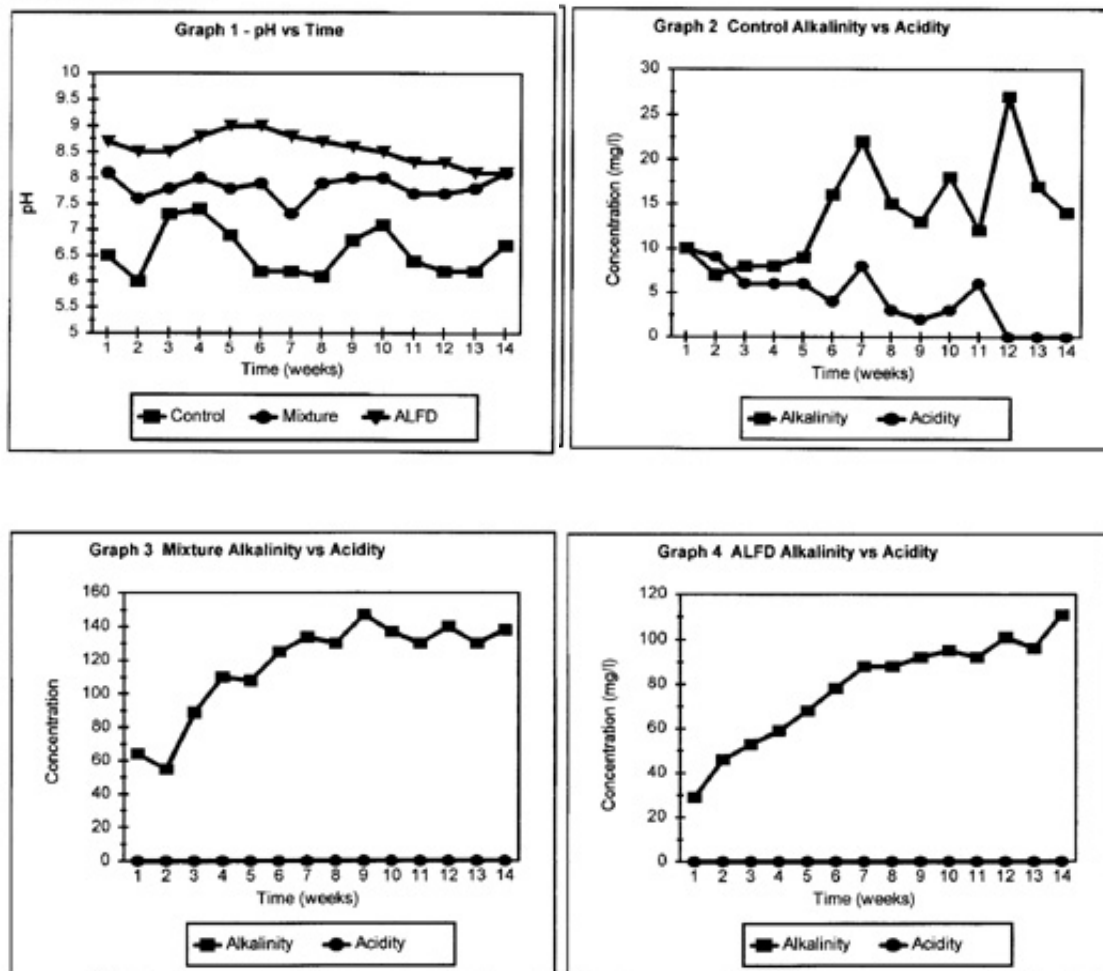 Graph 1 - pH vs Time
10
9.5
9
8.5
8
7.5
7
6.5
6
5.5
5
pH
1 2 3 4 5 6 7 8 9 10 11 12 13 14
Time (weeks)
Control Mixture ALFD
Graph 2 Control Alkalinity vs Acidity
30
25
20
15
10
5
0
Concentration (mg/l)
1 2 3 4 5 6 7 8 9 10 11 12 13 14
Time (weeks)
Alkalinity Acidity
Graph 3 Mixture Alkalinity vs Acidity
160
140
120
100
80
60
40
20
0
Concentration
1 2 3 4 5 6 7 8 9 10 11 12 13 14
Time (weeks)
Alkalinity Acidity
Graph 4 ALFD Alkalinity vs Acidity
120
100
80
60
40
20
0
Concentration (mg/l)
1 2 3 4 5 6 7 8 9 10 11 12 13 14
Time (weeks)
Alkalinity Acidity